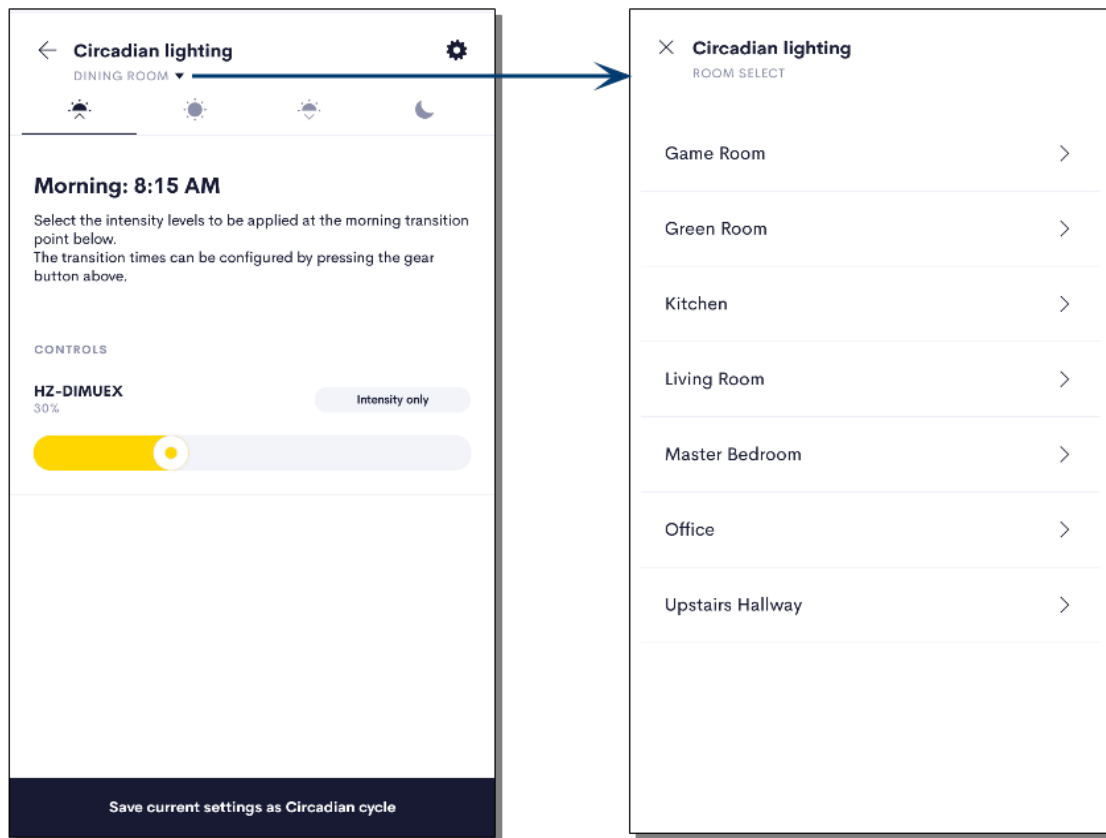 Circadian lighting
DINING ROOM
Morning: 8:15 AM
Select the intensity levels to be applied at the morning transition
point below.
The transition times can be configured by pressing the gear
button above.
CONTROLS
HZ-DIMUEX
30%
Intensity only
Save current settings as Circadian cycle
Circadian lighting
ROOM SELECT
Game Room
Green Room
Kitchen
Living Room
Master Bedroom
Office
Upstairs Hallway